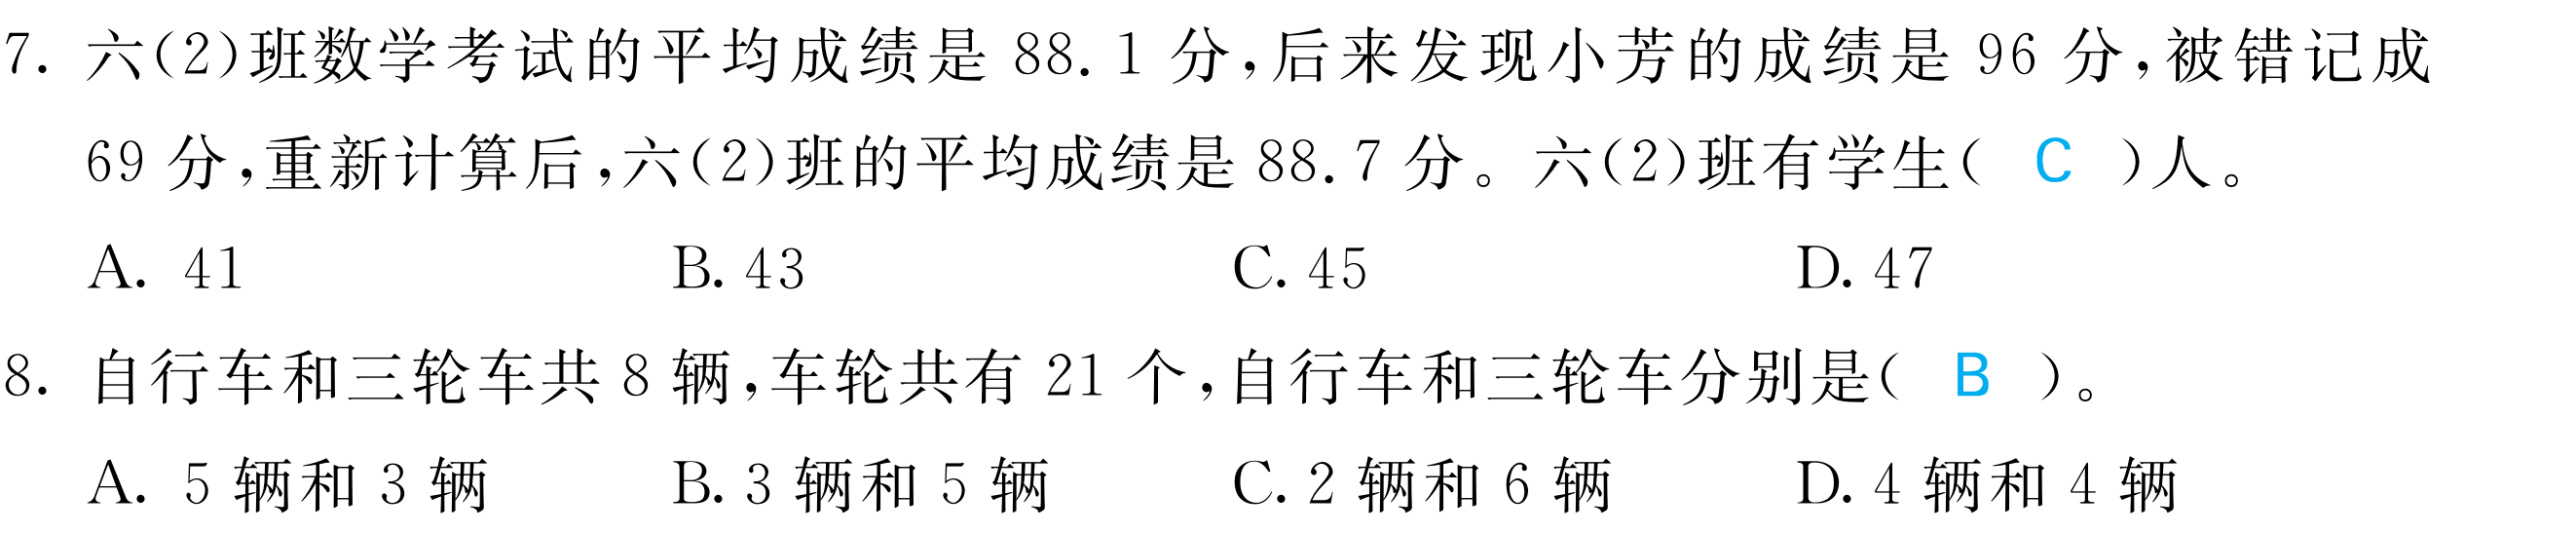 7. 六(2)班数学考试的平均成绩是 88.1 分,后来发现小芳的成绩是 96 分,被错记成
69 分,重新计算后,六(2)班的平均成绩是 88.7 分。六(2)班有学生( C )人。
A. 41 B. 43 C. 45 D. 47
8. 自行车和三轮车共 8 辆,车轮共有 21 个,自行车和三轮车分别是( B )。
A. 5 辆和 3 辆 B. 3 辆和 5 辆 C. 2 辆和 6 辆 D. 4 辆和 4 辆